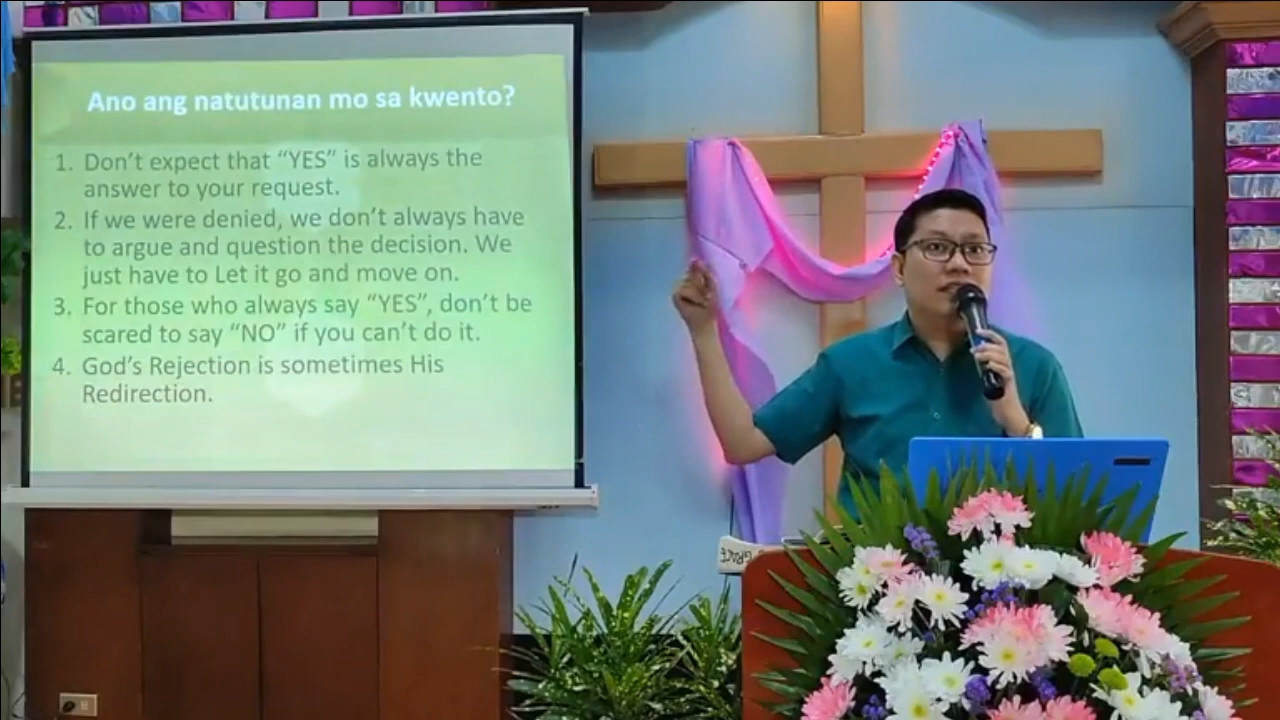 Ano ang natutunan mo sa kwento?
1. Don't expect that “YES” is always the
answer to your request.
2. If we were denied, we don't always have
to argue and question the decision. We
just have to Let it go and move on.
3. For those who always say “YES”, don't be
scared to say “NO” if you can't do it.
4. God's Rejection is sometimes His
Redirection.